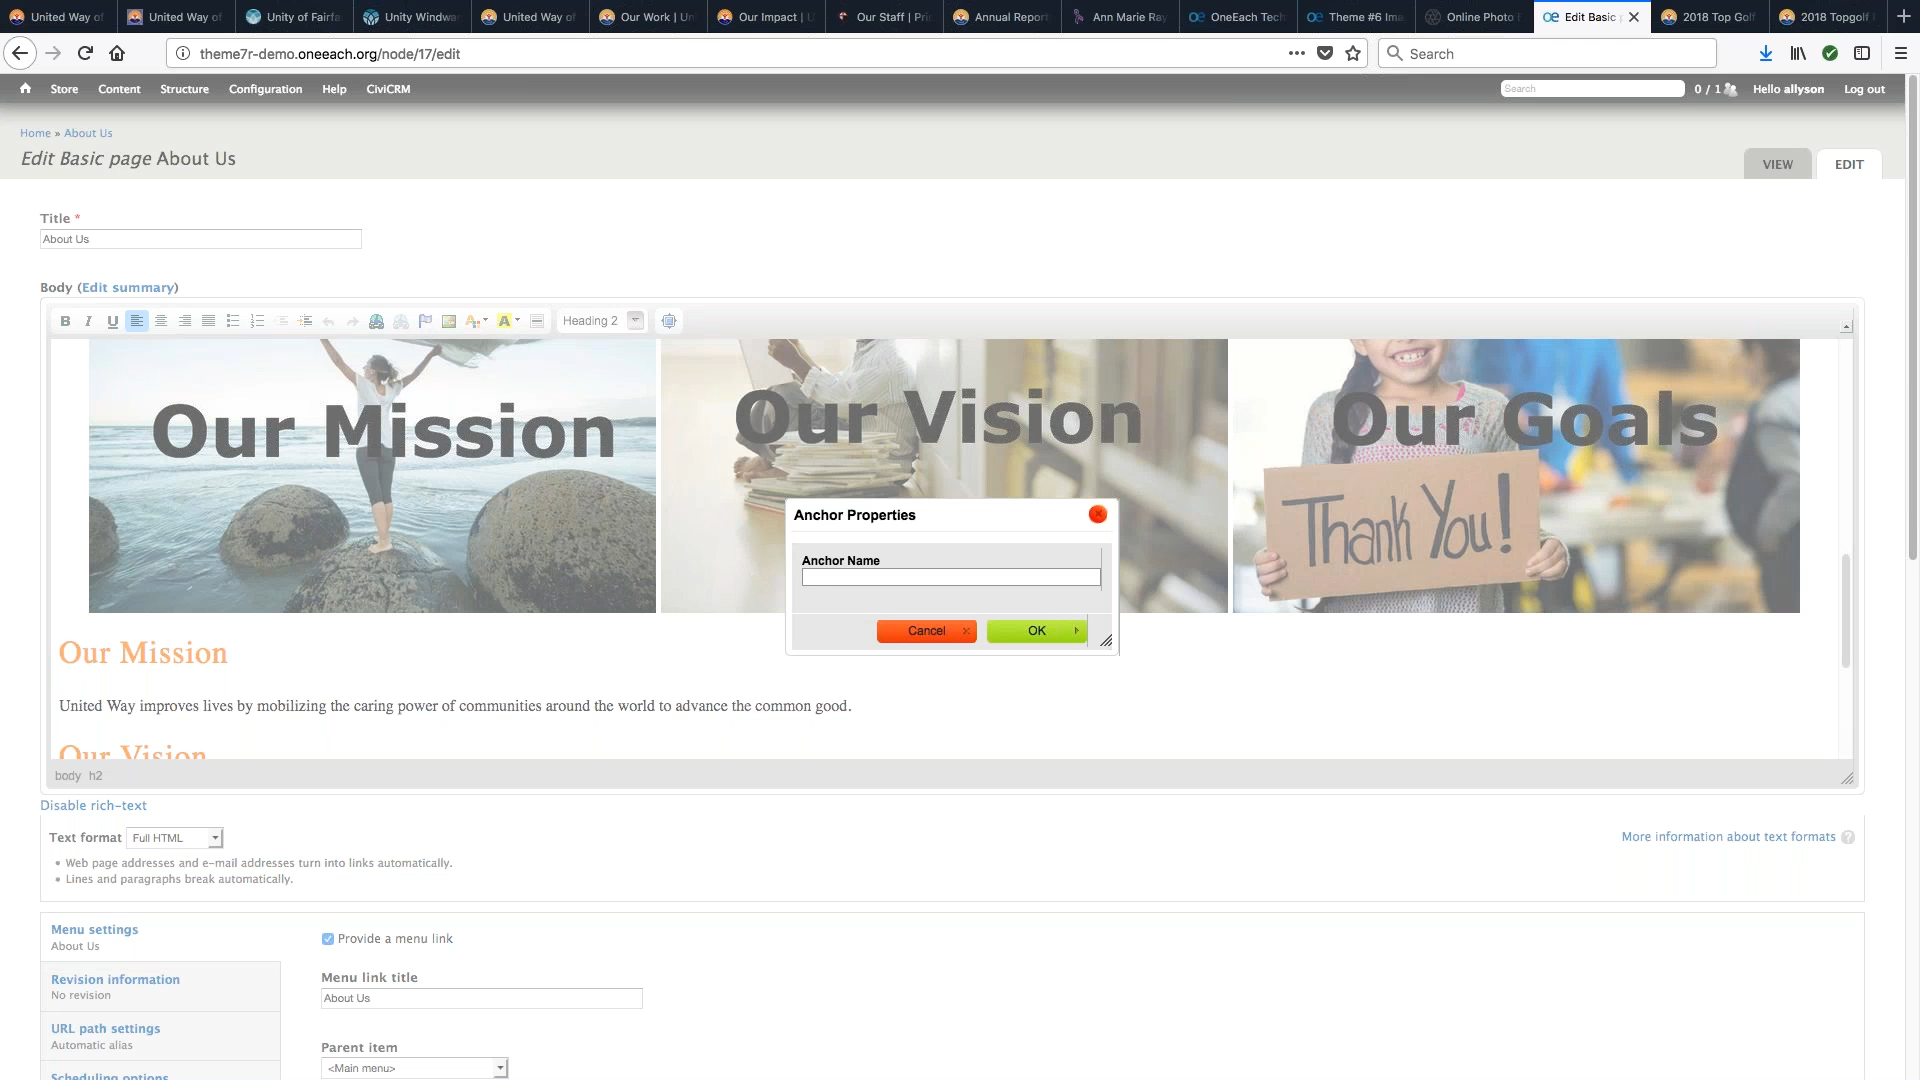 United Way of
United Way of
Unity of Fairfa
Unity Windwa
United Way of
Our Work | Un
Our Impact | U
Our Staff | Pri
Annual Report
Ann Marie Ray
OneEach Tech
Theme #6 Ima
Online Photo E
Edit Basic
2018 Top Golf
2018 Topgolf
theme7r-demo.oneeach.org/node/17/edit
Search
Store Content Structure Configuration Help CiviCRM
Search
0 / 1
Hello allyson
Log out
Home » About Us
Edit Basic page About Us
VIEW
EDIT
Title *
About Us
Body (Edit summary)
B I U
Heading 2
Our Mission
Our Vision
Our Goals
Thank You!
Anchor Properties
Anchor Name
Cancel
OK
Our Mission
United Way improves lives by mobilizing the caring power of communities around the world to advance the common good.
Our Vision
body h2
Disable rich-text
Text format Full HTML
More information about text formats ?
• Web page addresses and e-mail addresses turn into links automatically.
• Lines and paragraphs break automatically.
Menu settings
About Us
Provide a menu link
Revision information
No revision
Menu link title
About Us
URL path settings
Automatic alias
Parent item
<Main menu>
Scheduling options